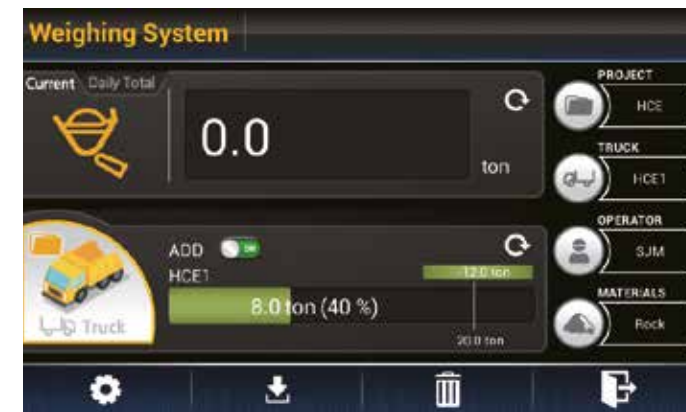 Weighing System
Current Daily Total
0.0
ton
ADD ON
HCE1
-12.0 ton
8.0 ton (40 %)
20.0 ton
Truck
PROJECT
HCE
TRUCK
HCE1
OPERATOR
SJM
MATERIALS
Rock